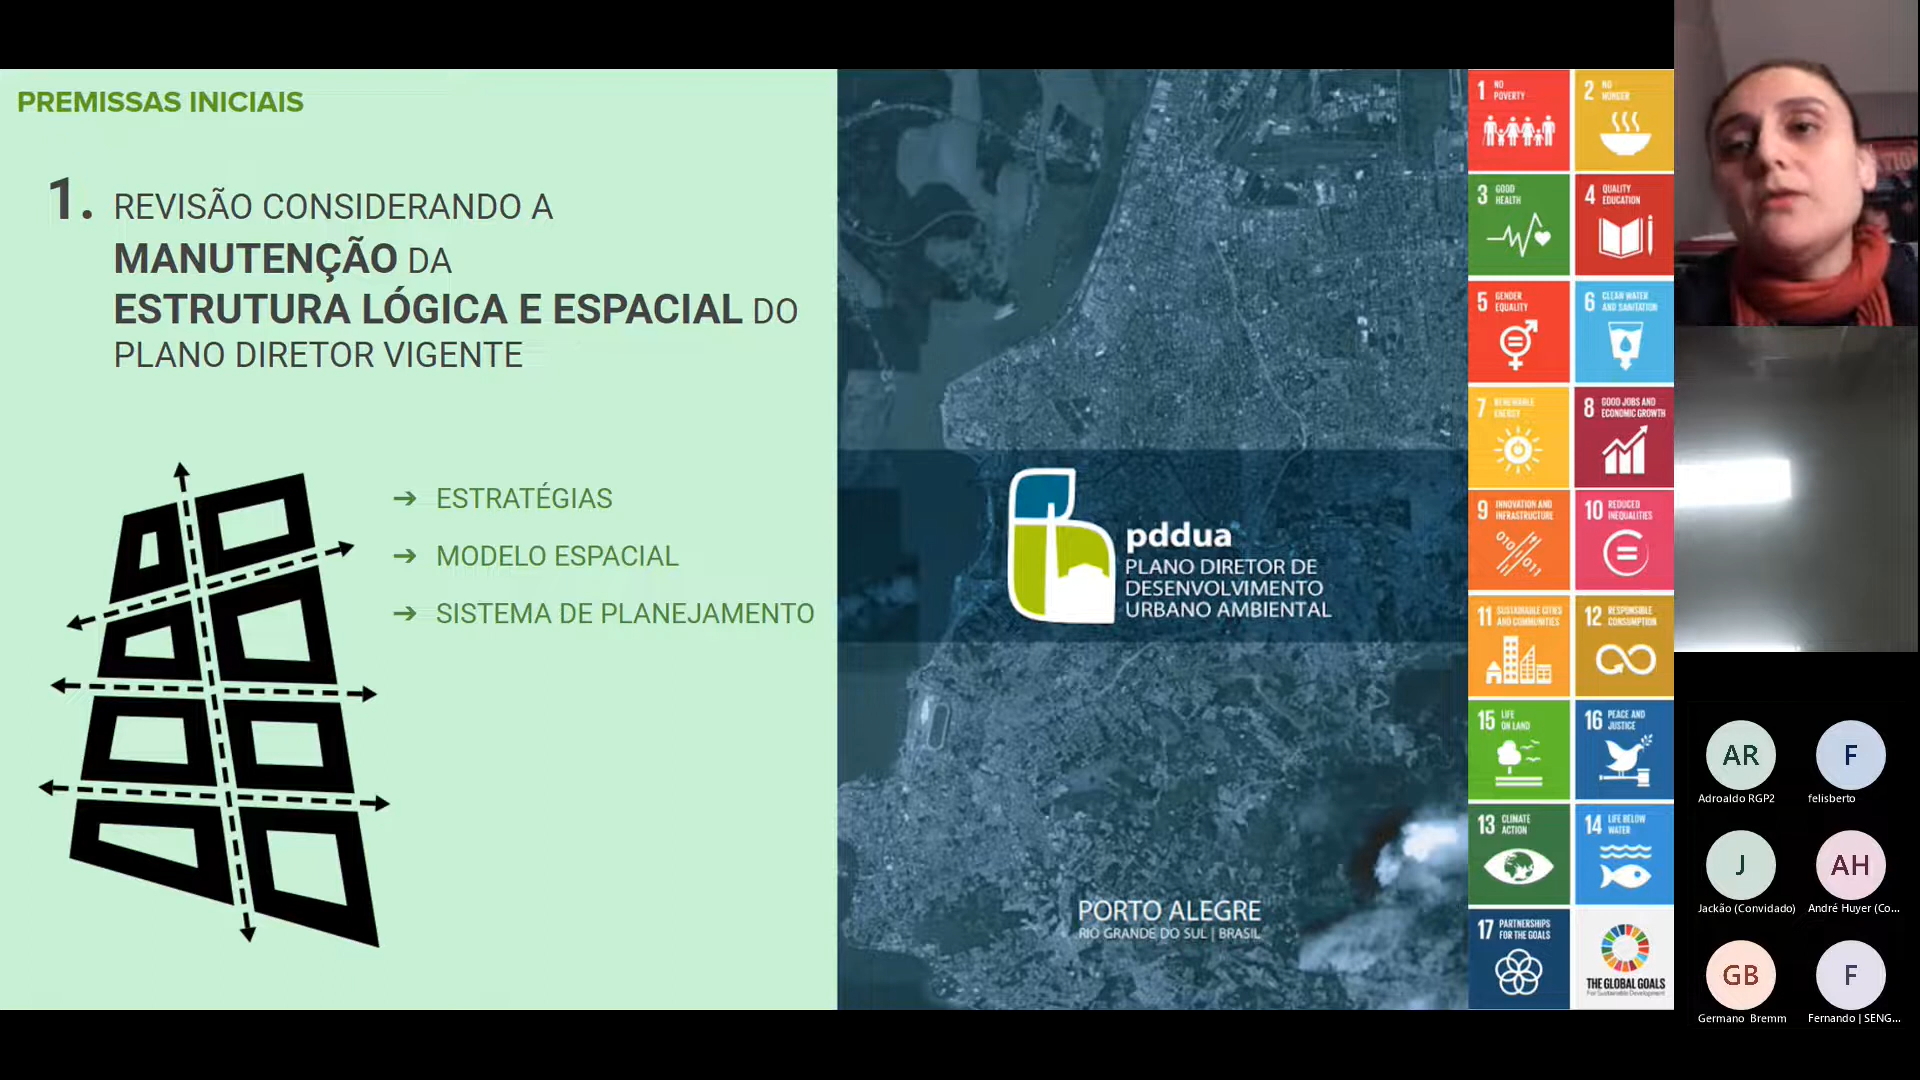 PREMISSAS INICIAIS
1. REVISÃO CONSIDERANDO A
MANUTENÇÃO DA
ESTRUTURA LÓGICA E ESPACIAL DO
PLANO DIRETOR VIGENTE
➔ ESTRATÉGIAS
➔ MODELO ESPACIAL
➔ SISTEMA DE PLANEJAMENTO
pddua
PLANO DIRETOR DE
DESENVOLVIMENTO
URBANO AMBIENTAL
PORTO ALEGRE
RIO GRANDE DO SUL | BRASIL
1 NO
POVERTY
2 NO
HUNGER
3 GOOD
HEALTH
4 QUALITY
EDUCATION
5 GENDER
EQUALITY
6 CLEAN WATER
AND SANITATION
7 RENEWABLE
ENERGY
8 GOOD JOBS AND
ECONOMIC GROWTH
9 INNOVATION AND
INFRASTRUCTURE
10 REDUCED
INEQUALITIES
11 SUSTAINABLE CITIES
AND COMMUNITIES
12 RESPONSIBLE
CONSUMPTION
15 LIFE
ON LAND
16 PEACE AND
JUSTICE
13 CLIMATE
ACTION
14 LIFE BELOW
WATER
17 PARTNERSHIPS
FOR THE GOALS
THE GLOBAL GOALS
For Sustainable Development
AR
Adroaldo RGP2
F
felisberto
J
Jackão (Convidado)
AH
André Huyer (Co...
GB
Germano Bremm
F
Fernando | SENG...